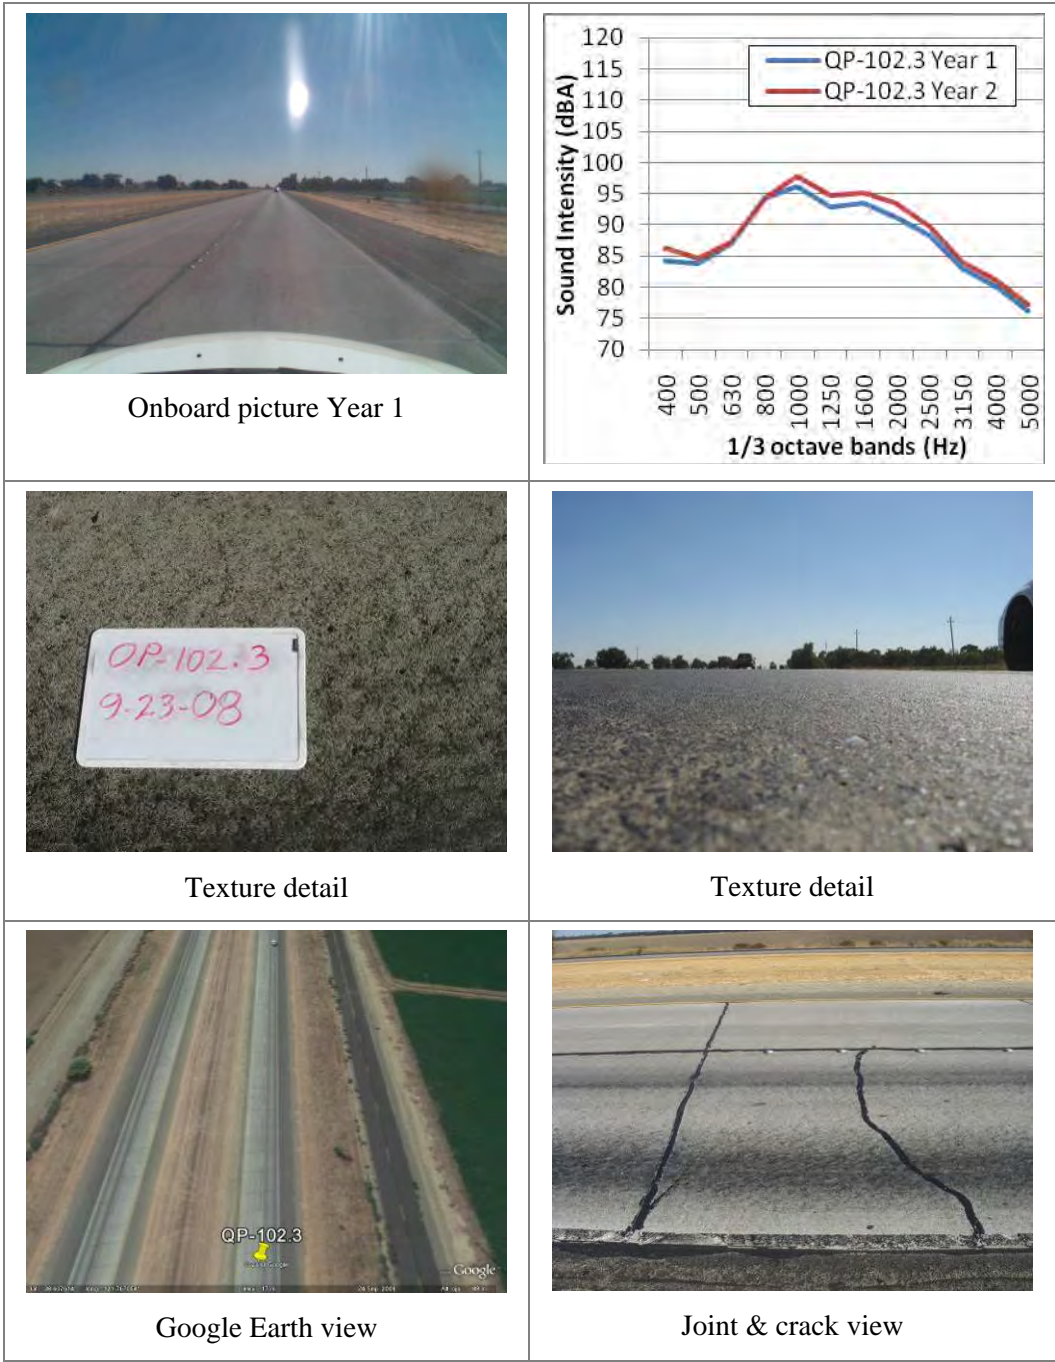 120
115
110
105
100
95
90
85
80
75
70
Sound Intensity (dBA)
QP-102.3 Year 1
QP-102.3 Year 2
400
500
630
800
1000
1250
1600
2000
2500
3150
4000
5000
1/3 octave bands (Hz)
Onboard picture Year 1
QP-102.3
9-23-08
Texture detail
Texture detail
QP-102.3
Google
Google Earth view
Joint & crack view